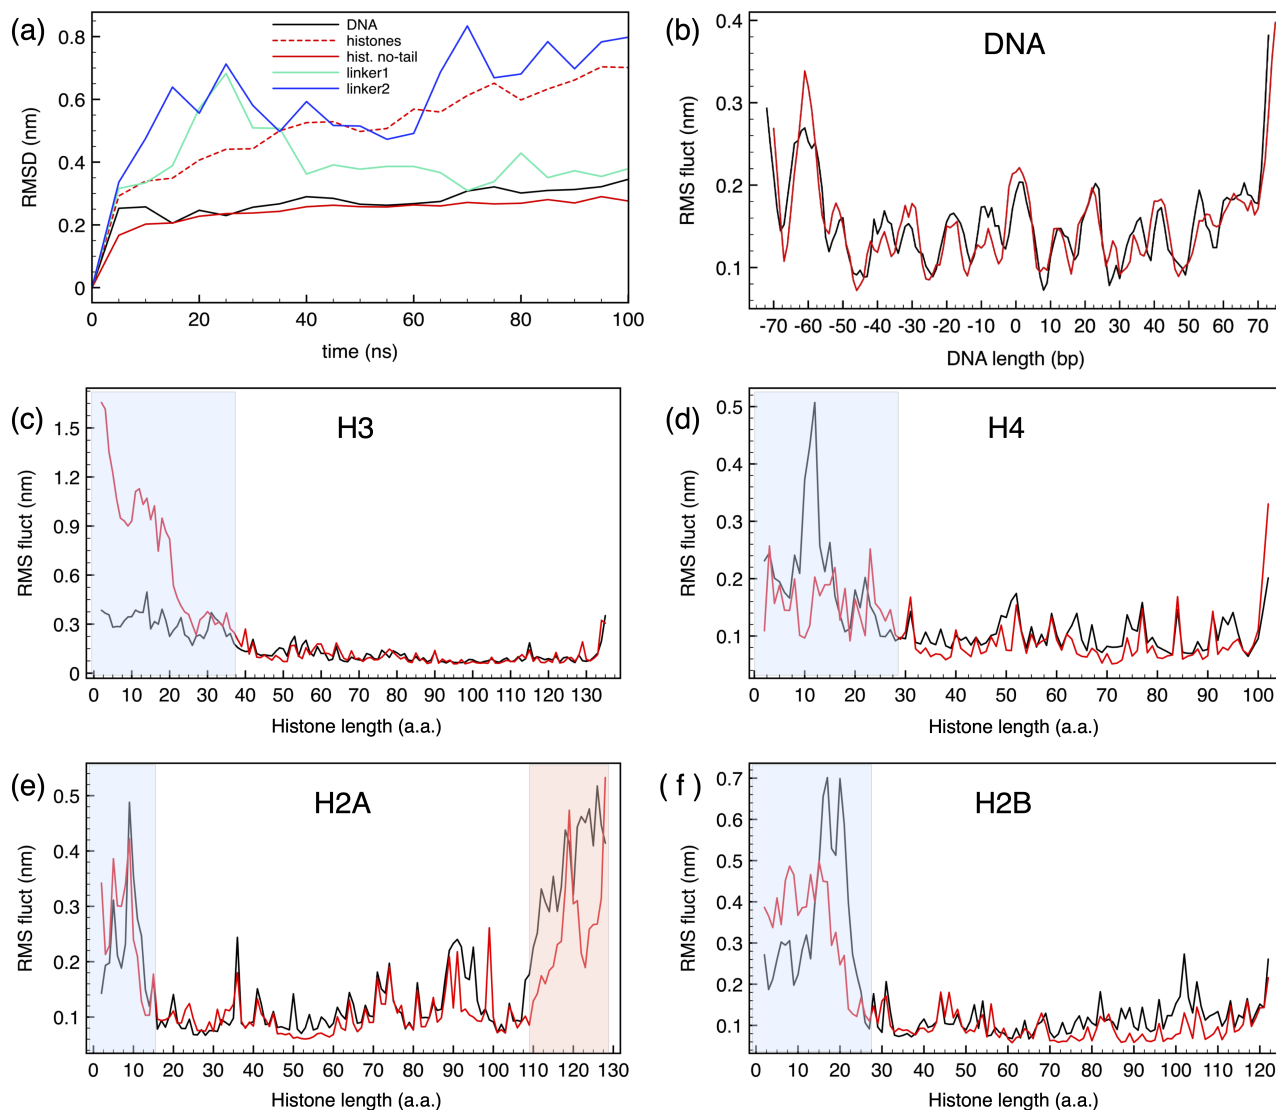 (a)
RMSD (nm)
0.8
0.6
0.4
0.2
0
DNA
histones
hist. no-tail
linker1
linker2
0 20 40 60 80 100
time (ns)
(b)
DNA
RMS fluct (nm)
0.4
0.3
0.2
0.1
-70 -60 -50 -40 -30 -20 -10 0 10 20 30 40 50 60 70
DNA length (bp)
(c)
H3
RMS fluct (nm)
1.5
1.2
0.9
0.6
0.3
0
0 10 20 30 40 50 60 70 80 90 100 110 120 130
Histone length (a.a.)
(d)
H4
RMS fluct (nm)
0.5
0.4
0.3
0.2
0.1
0 10 20 30 40 50 60 70 80 90 100
Histone length (a.a.)
(e)
H2A
RMS fluct (nm)
0.5
0.4
0.3
0.2
0.1
0 10 20 30 40 50 60 70 80 90 100 110 120 130
Histone length (a.a.)
( f )
H2B
RMS fluct (nm)
0.7
0.6
0.5
0.4
0.3
0.2
0.1
0 10 20 30 40 50 60 70 80 90 100 110 120
Histone length (a.a.)